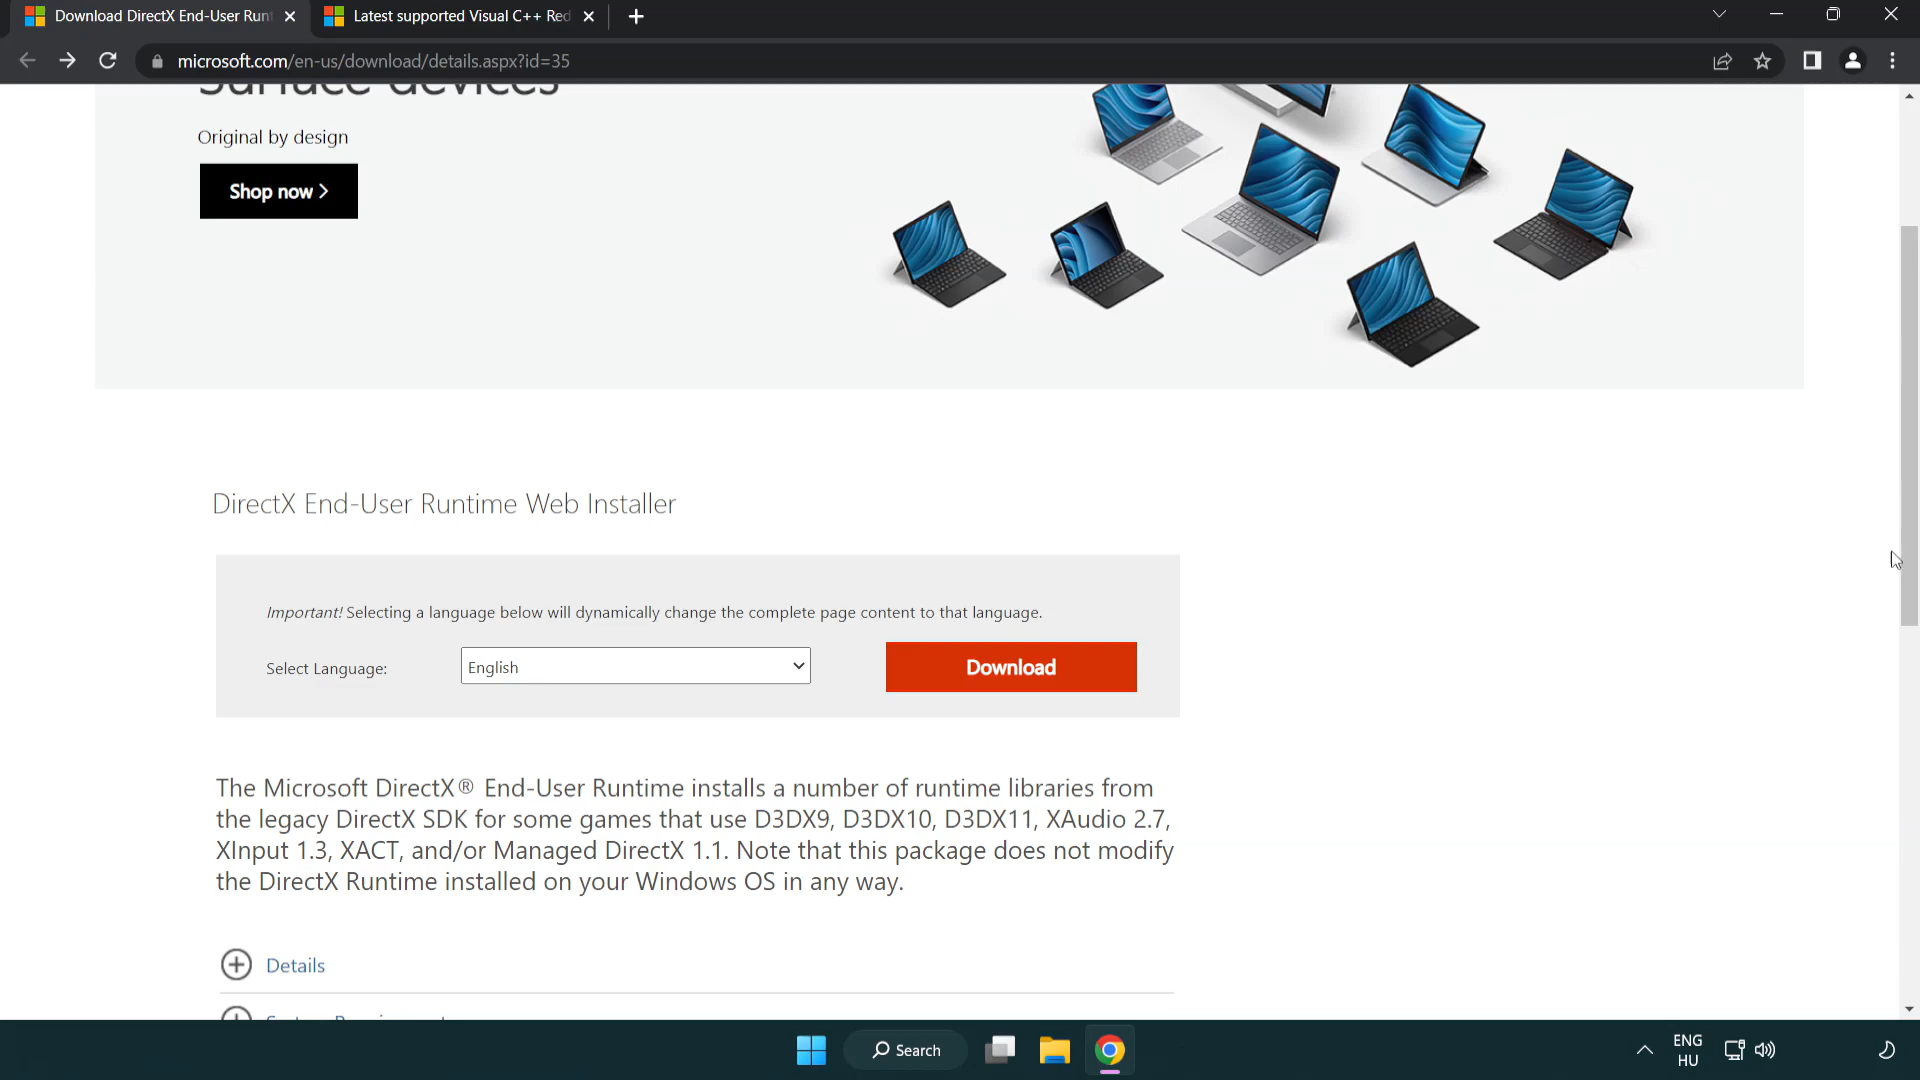 Download DirectX End-User Runt
Latest supported Visual C++ Red
microsoft.com/en-us/download/details.aspx?id=35
Surface devices
Original by design
Shop now
DirectX End-User Runtime Web Installer
Important! Selecting a language below will dynamically change the complete page content to that language.
Select Language:
English
Download
The Microsoft DirectX® End-User Runtime installs a number of runtime libraries from
the legacy DirectX SDK for some games that use D3DX9, D3DX10, D3DX11, XAudio 2.7,
XInput 1.3, XACT, and/or Managed DirectX 1.1. Note that this package does not modify
the DirectX Runtime installed on your Windows OS in any way.
Details
Search
ENG
HU